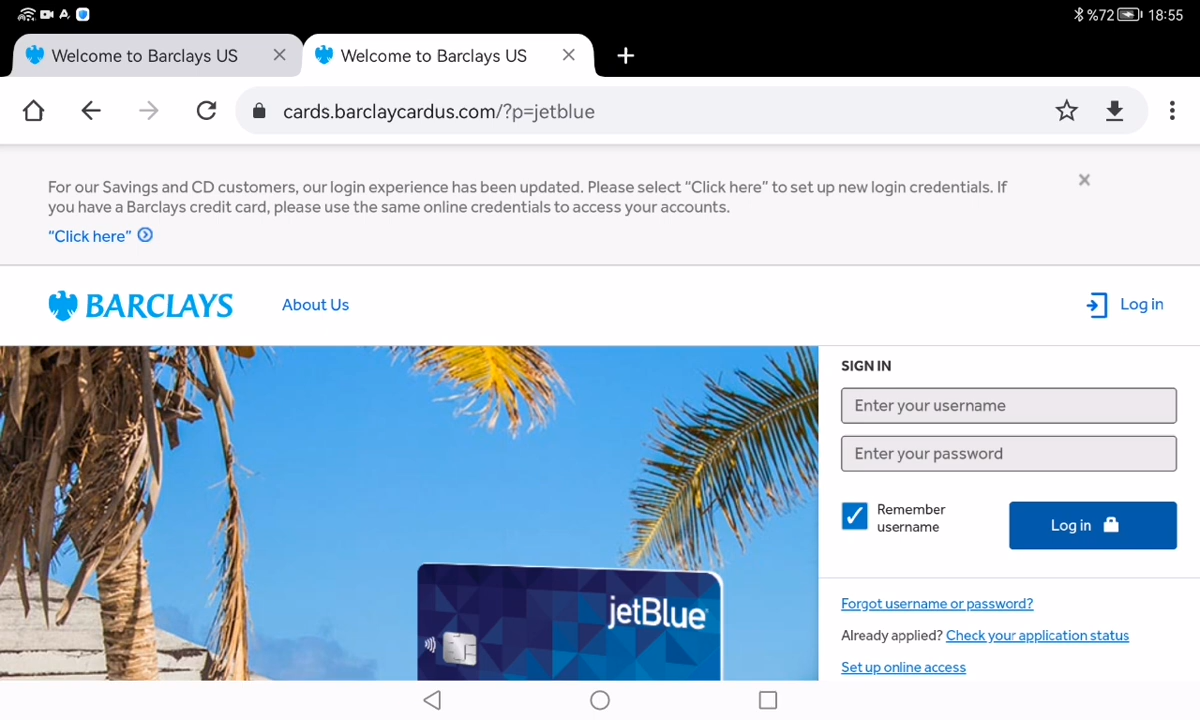 %72 18:55
Welcome to Barclays US
Welcome to Barclays US
cards.barclaycardus.com/?p=jetblue
For our Savings and CD customers, our login experience has been updated. Please select “Click here” to set up new login credentials. If
you have a Barclays credit card, please use the same online credentials to access your accounts.
“Click here”
BARCLAYS
About Us
Log in
SIGN IN
Enter your username
Enter your password
Remember
username
Log in
jetBlue
Forgot username or password?
Already applied? Check your application status
Set up online access